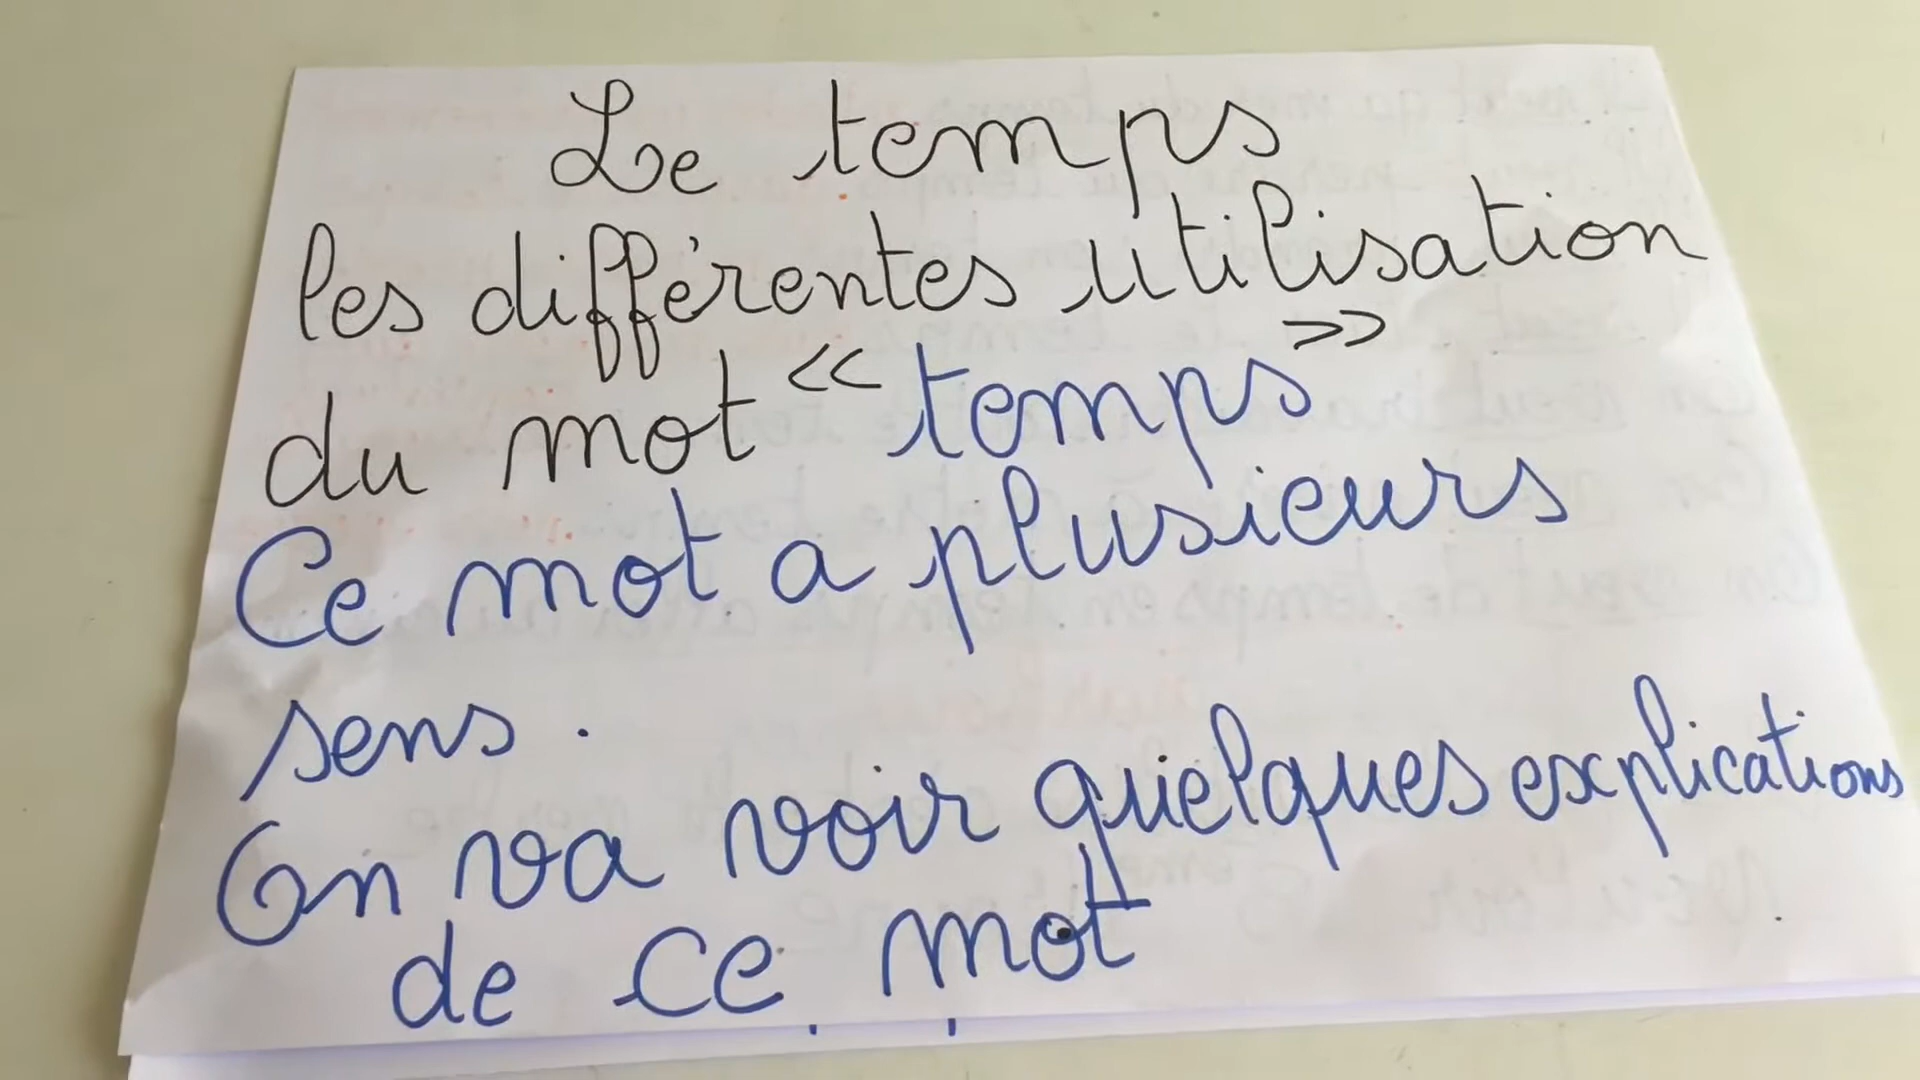 Le temps
les différentes utilisation
du mot << temps >>
Ce mot a plusieurs
sens.
On va voir quelques explications
de ce mot